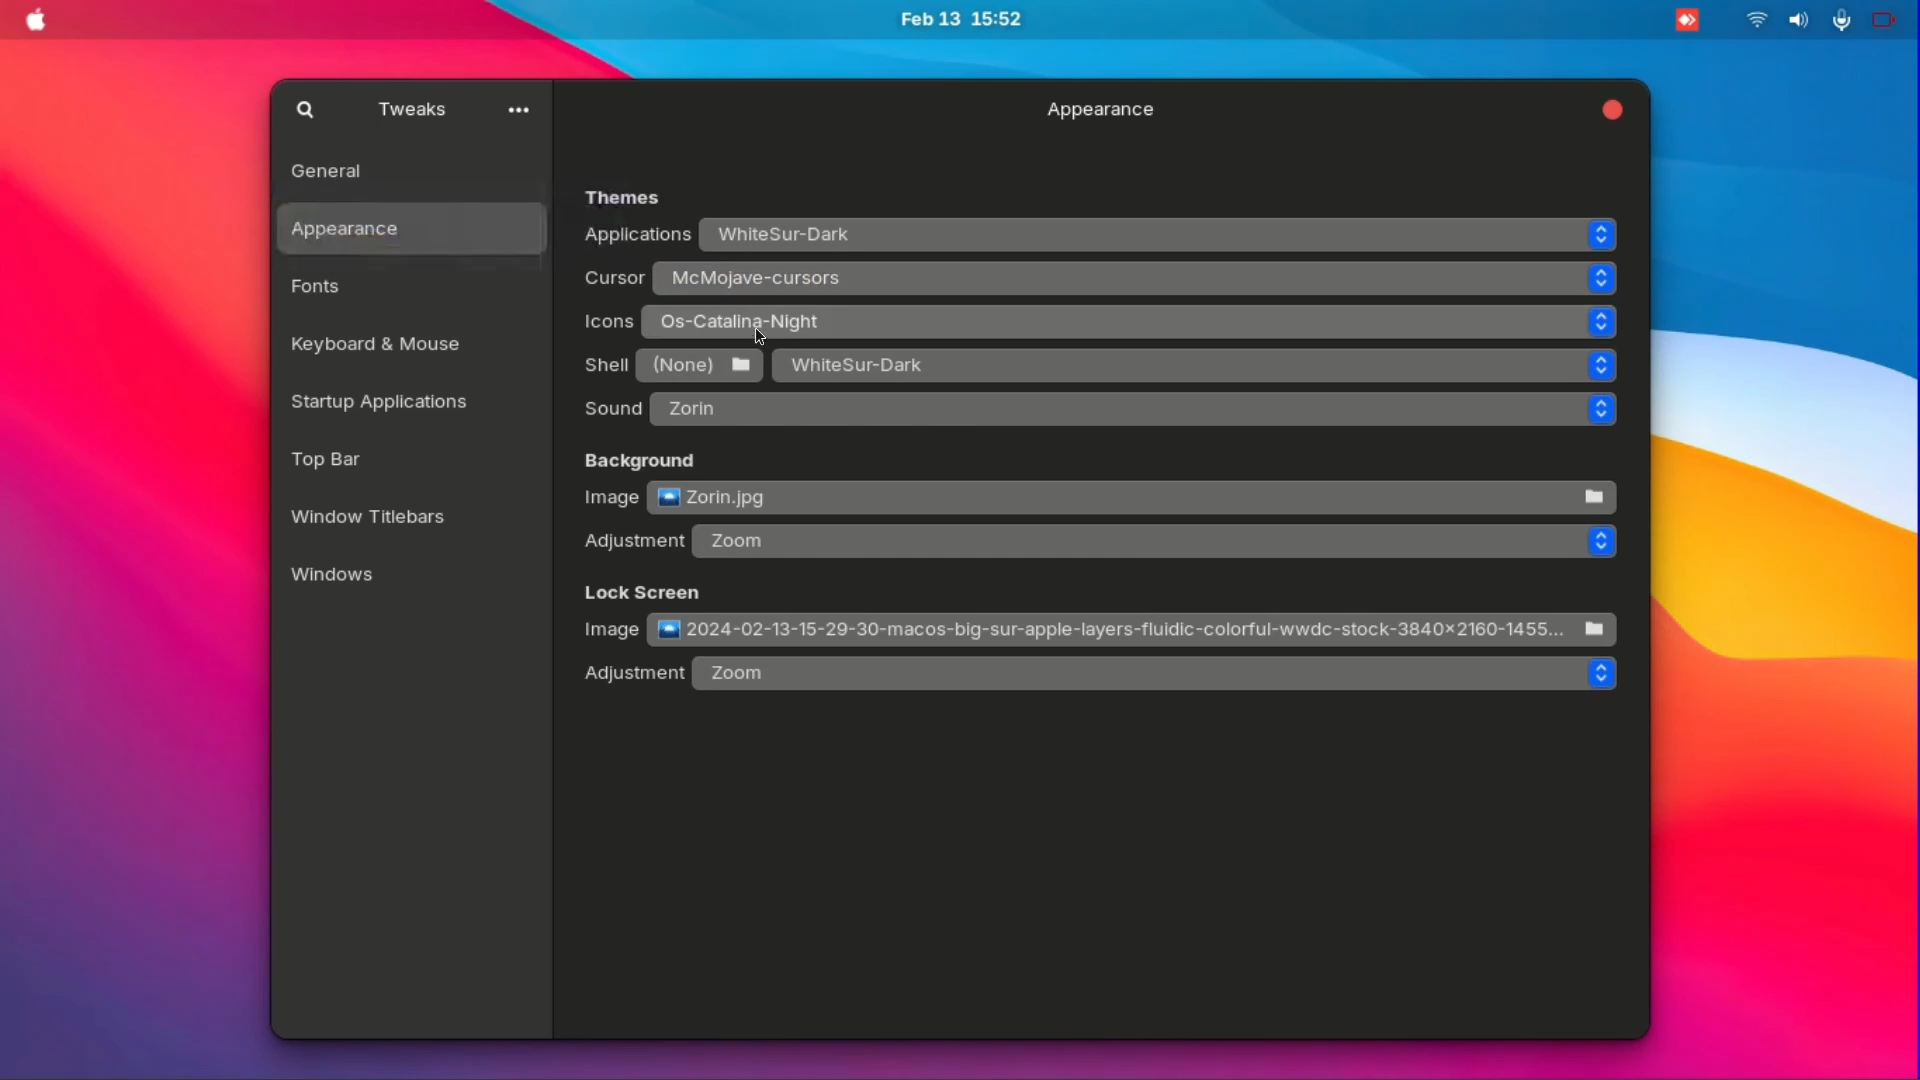 Feb 13 15:52
Tweaks
Appearance
General
Appearance
Fonts
Keyboard & Mouse
Startup Applications
Top Bar
Window Titlebars
Windows
Themes
Applications WhiteSur-Dark
Cursor McMojave-cursors
Icons Os-Catalina-Night
Shell (None) WhiteSur-Dark
Sound Zorin
Background
Image Zorin.jpg
Adjustment Zoom
Lock Screen
Image 2024-02-13-15-29-30-macos-big-sur-apple-layers-fluidic-colorful-wwdc-stock-3840×2160-1455...
Adjustment Zoom